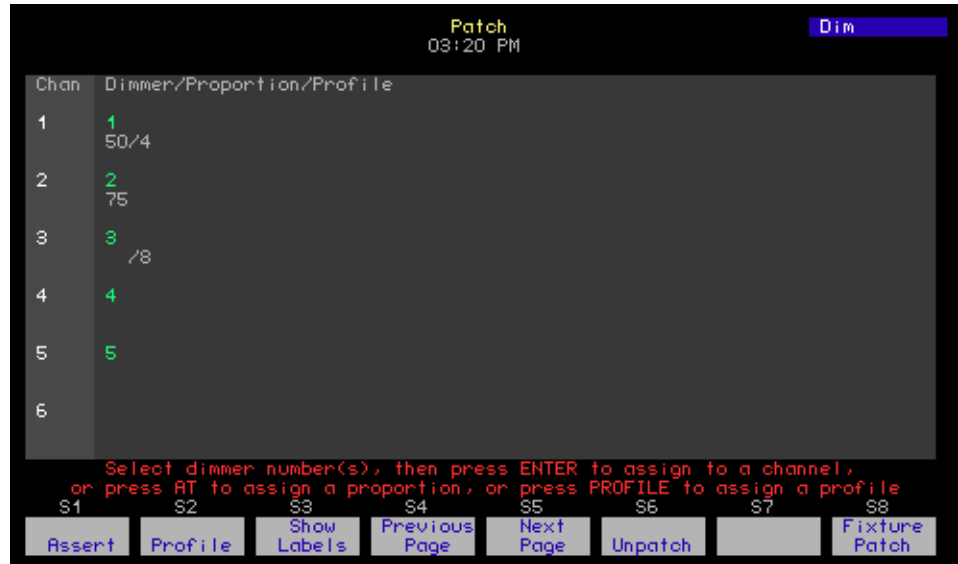 Patch
Dim
03:20 PM
Chan Dimmer/Proportion/Profile
1 1
50/4
2 2
75
3 3
/8
4 4
5 5
6
Select dimmer number(s), then press ENTER to assign to a channel,
or press AT to assign a proportion, or press PROFILE to assign a profile
S1 S2 S3 S4 S5 S6 S7 S8
Show Previous Next Fixture
Assert Profile Labels Page Page Unpatch Patch